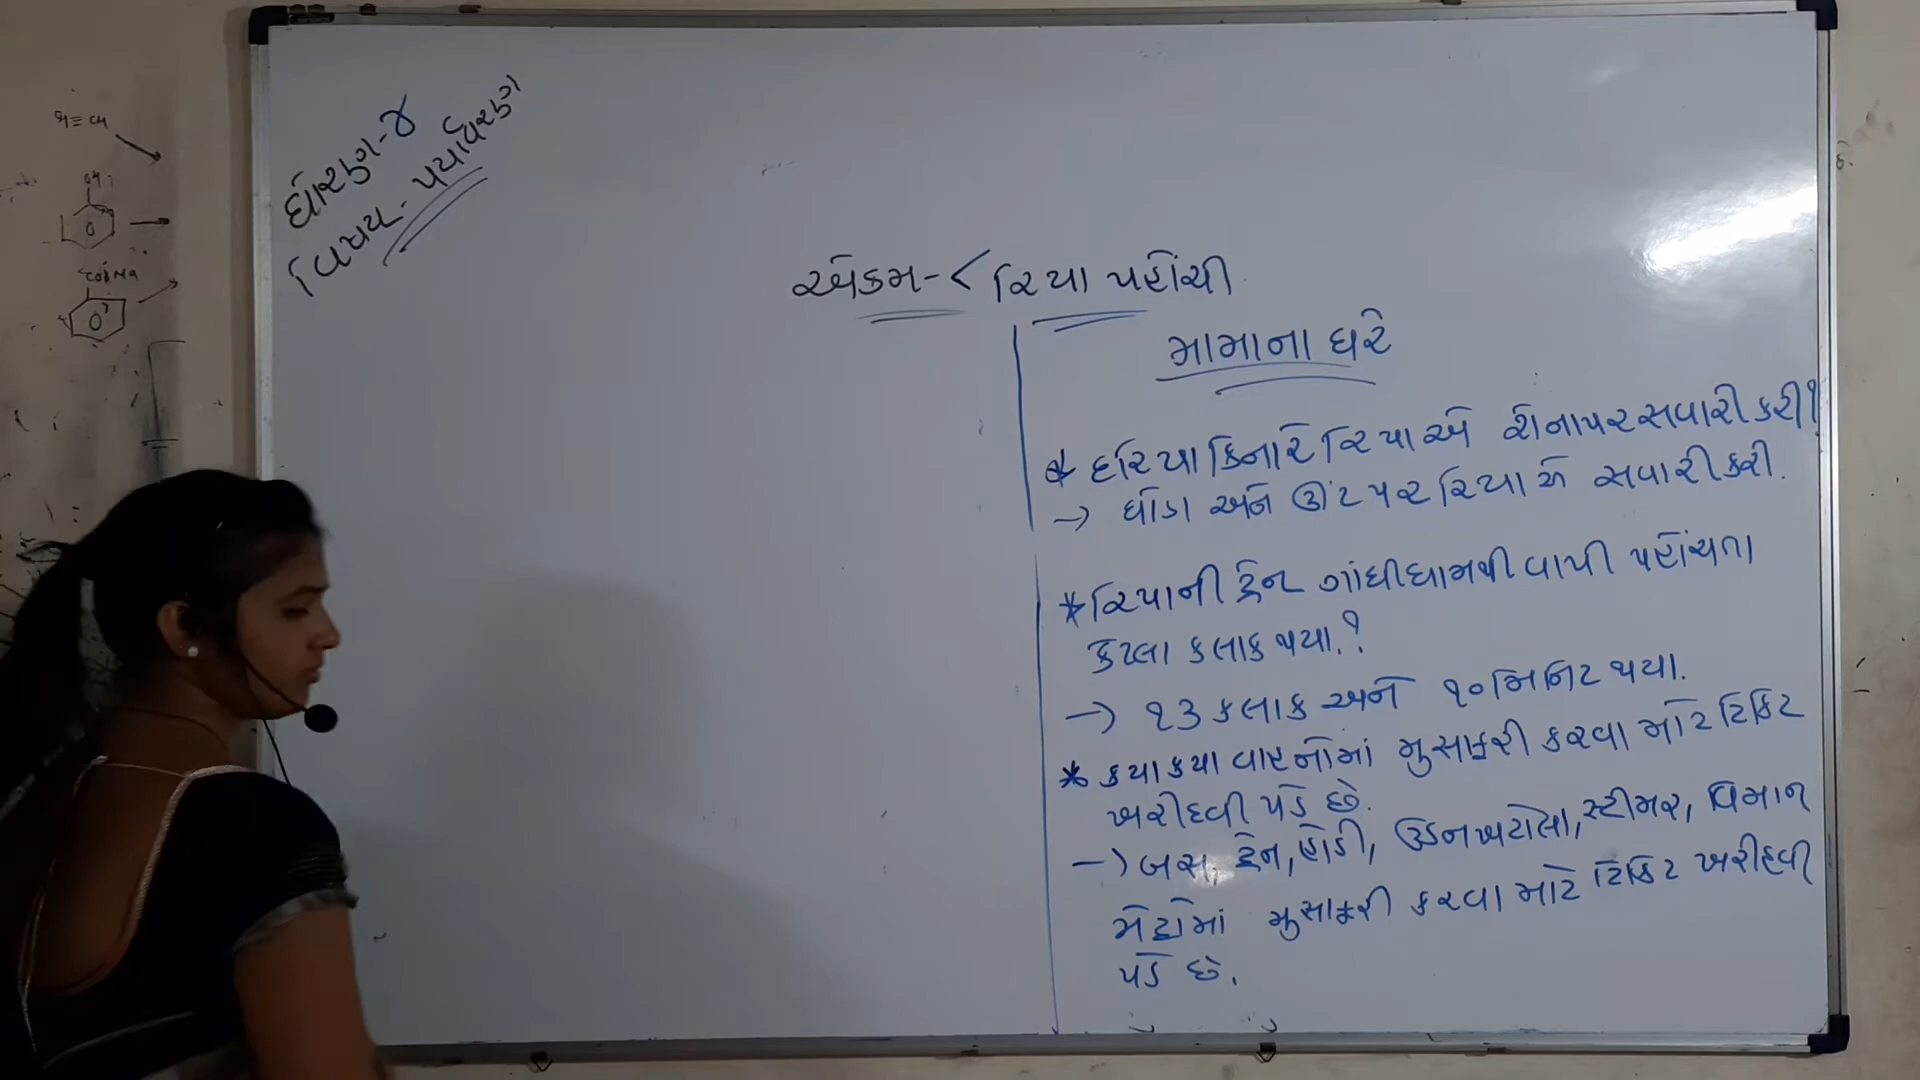 ધોરણ-૪
વિષય- પર્યાવરણ
એકમ-૮ રિયા પહોંચી
મામાના ઘરે
* દરિયા કિનારે રિયાએ શેનાપર સવારી કરી?
→ ઘોડા અને ઊંટ પર રિયાએ સવારી કરી.
* રિયાની ટ્રેન ગાંધીધામથી વાપી પહોંચતા
કેટલા કલાક થયા.?
→ ૧૩ કલાક અને ૧૦ મિનિટ થયા.
* કયા કયા વાહનોમાં મુસાફરી કરવા માટે ટિકિટ
ખરીદવી પડે છે.
→ બસ, ટ્રેન, હોડી, ઉડનખટોલા, સ્ટીમર, વિમાન
મેટ્રોમાં મુસાફરી કરવા માટે ટિકિટ ખરીદવી
પડે છે.